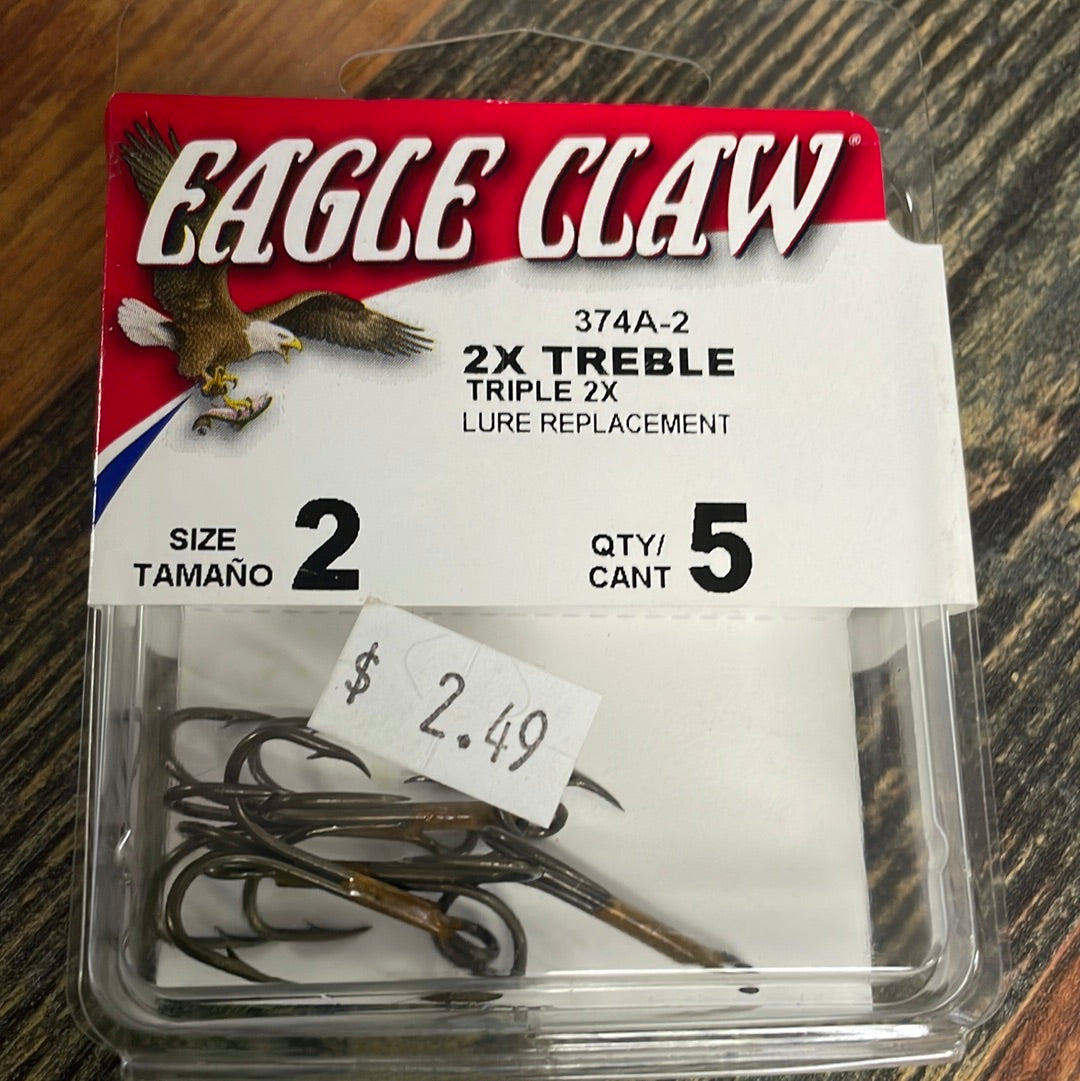 EAGLE CLAW®
374A-2
2X TREBLE
TRIPLE 2X
LURE REPLACEMENT
SIZE
TAMAÑO 2
QTY/
CANT 5
$ 2.49